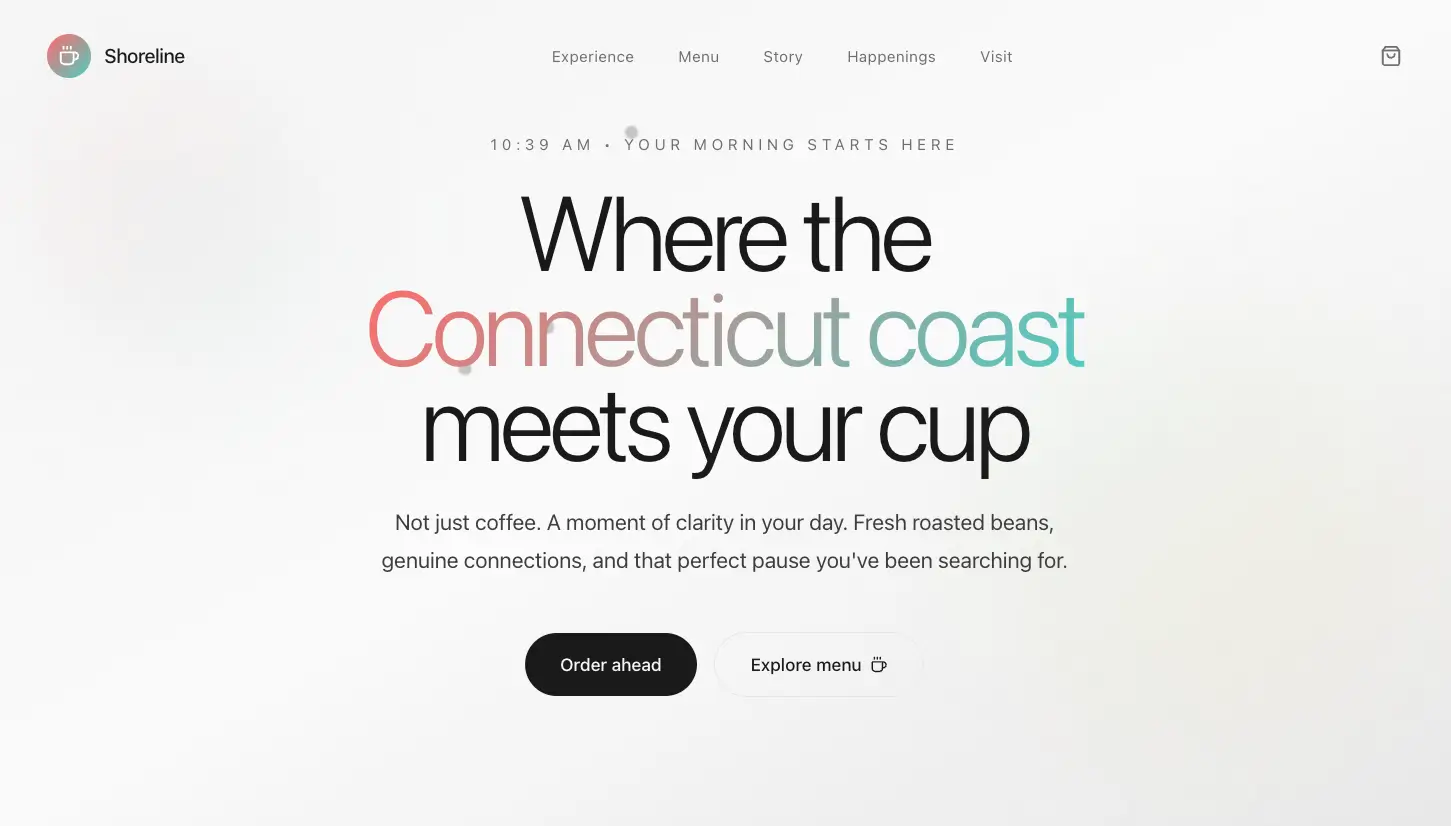 Shoreline
Experience
Menu
Story
Happenings
Visit
10:39 AM • YOUR MORNING STARTS HERE
Where the
Connecticut coast
meets your cup
Not just coffee. A moment of clarity in your day. Fresh roasted beans,
genuine connections, and that perfect pause you've been searching for.
Order ahead
Explore menu